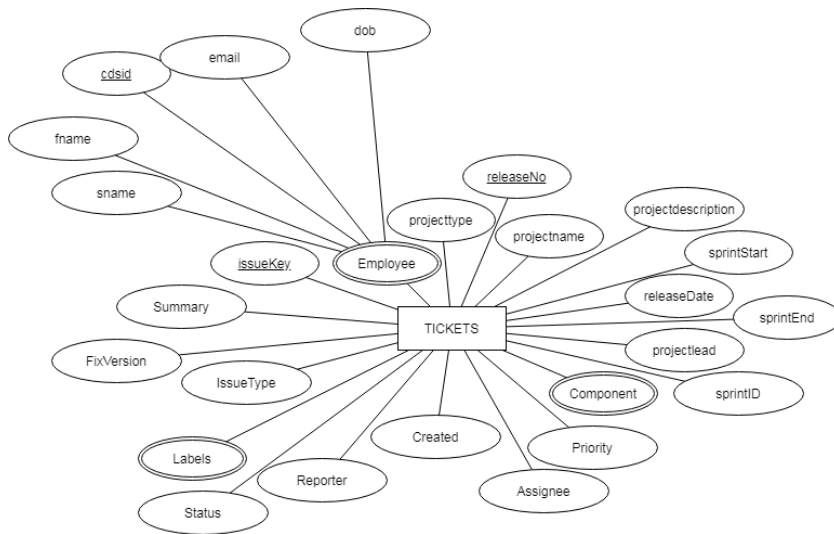 dob
email
cdsid
fname
sname
releaseNo
projecttype
projectdescription
projectname
sprintStart
issueKey
Employee
releaseDate
Summary
sprintEnd
TICKETS
FixVersion
projectlead
IssueType
Component
sprintID
Created
Labels
Priority
Reporter
Assignee
Status